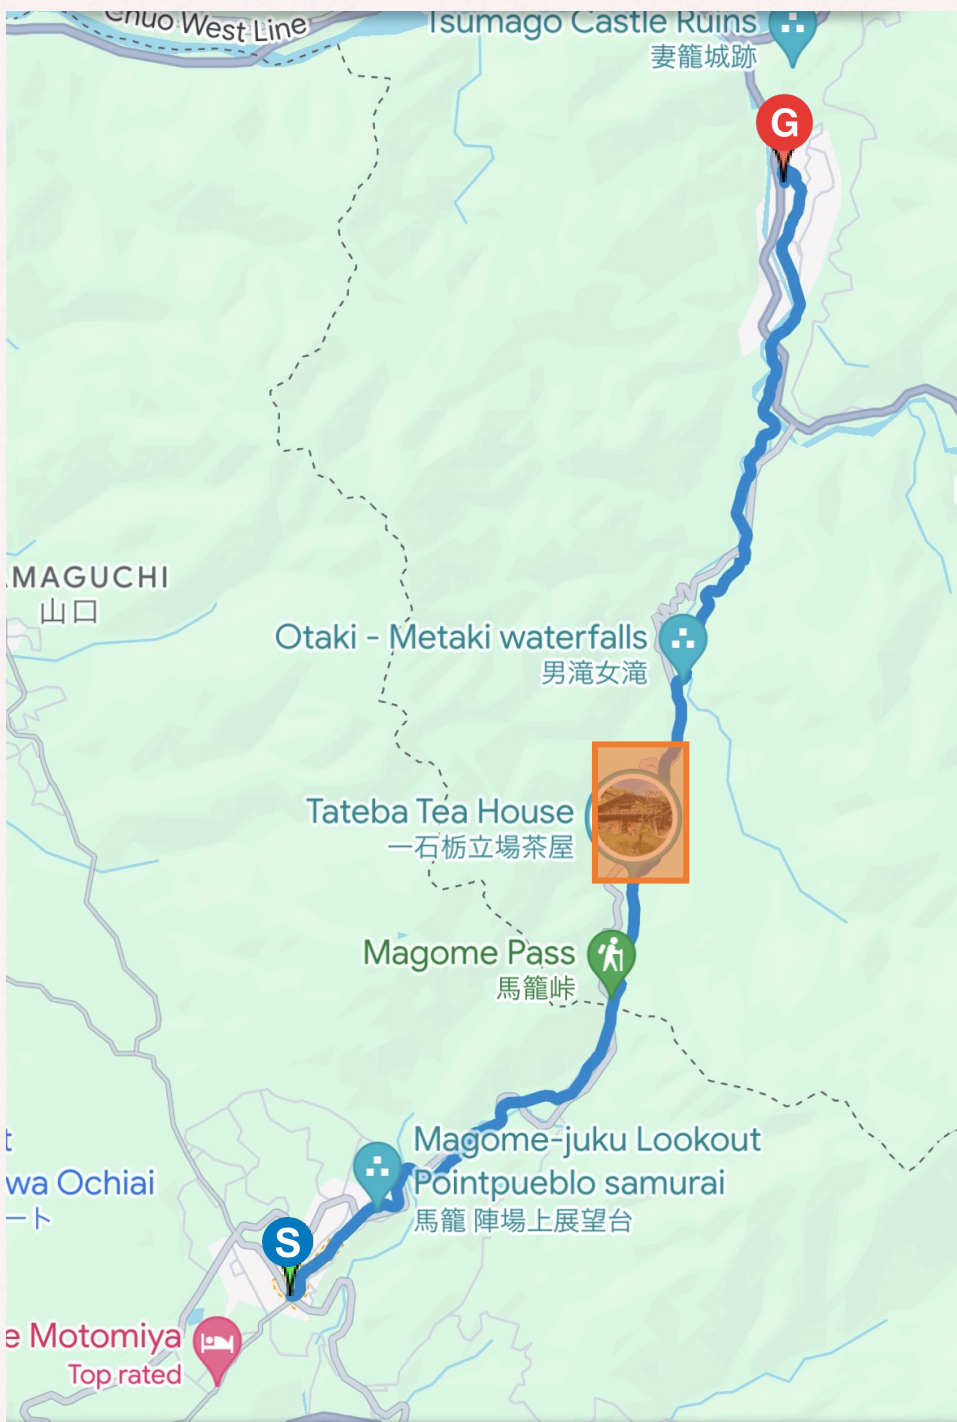 Chuo West Line
Tsumago Castle Ruins
妻籠城跡
G
AMAGUCHI
山口
Otaki - Metaki waterfalls
男滝女滝
Tateba Tea House
一石栃立場茶屋
Magome Pass
馬籠峠
Magome-juku Lookout
Pointpueblo samurai
馬籠 陣場上展望台
t
wa Ochiai
ート
S
e Motomiya
Top rated